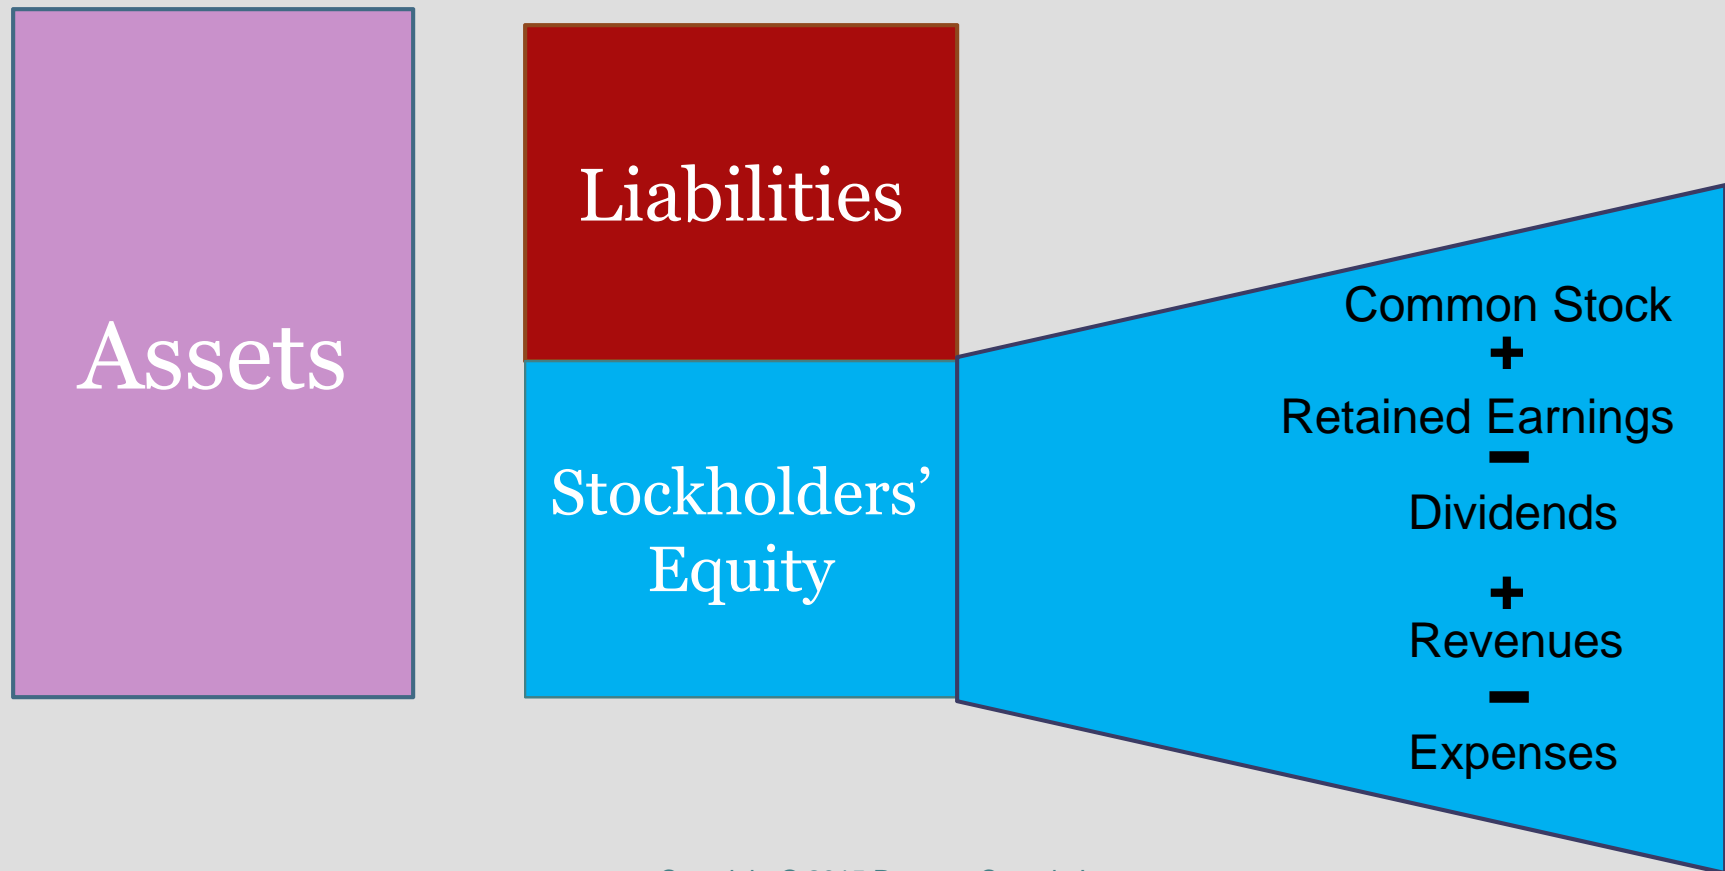 Assets
Liabilities
Stockholders’
Equity
Common Stock
+
Retained Earnings
-
Dividends
+
Revenues
-
Expenses